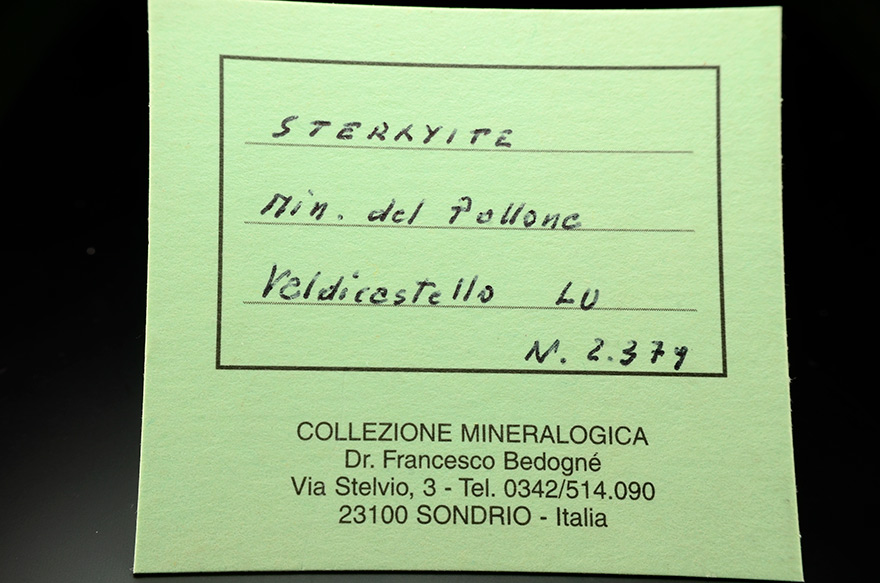 STERRYITE
Min. del Pollone
Valdicastello LU
N. 2.379
COLLEZIONE MINERALOGICA
Dr. Francesco Bedogné
Via Stelvio, 3 - Tel. 0342/514.090
23100 SONDRIO - Italia